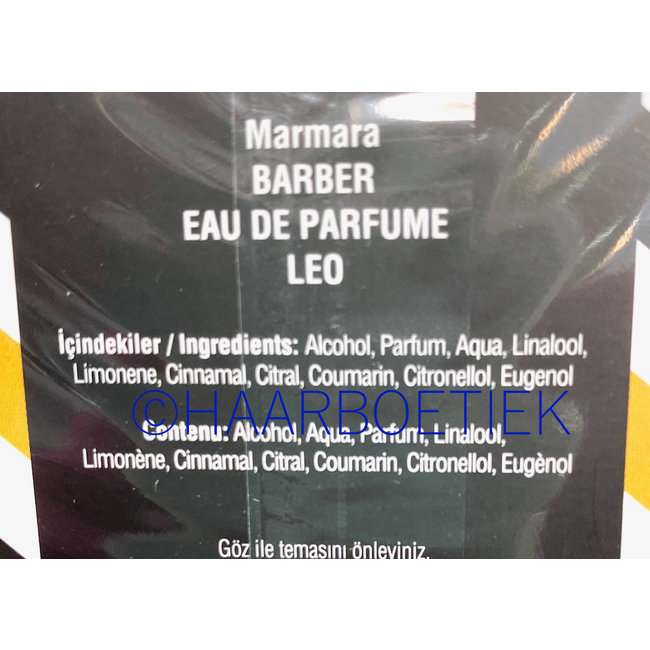 Marmara
BARBER
EAU DE PARFUME
LEO
İçindekiler / Ingredients: Alcohol, Parfum, Aqua, Linalool,
Limonene, Cinnamal, Citral, Coumarin, Citronellol, Eugenol
©HAARBOETIEK
Contenu: Alcohol, Aqua, Parfum, Linalool,
Limonène, Cinnamal, Citral, Coumarin, Citronellol, Eugènol
Göz ile temasını önleyiniz.